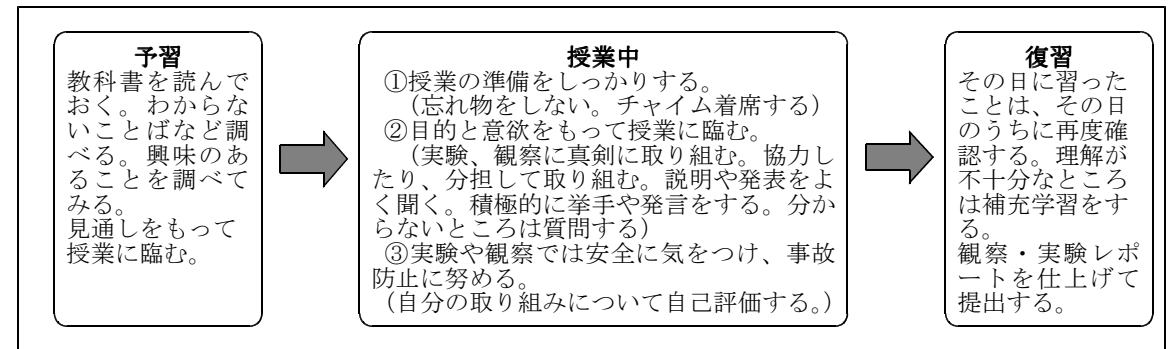 予習
教科書を読んで
おく。わからな
いことばなど調
べる。興味のあ
ることを調べて
みる。
見通しをもって
授業に臨む。
授業中
①授業の準備をしっかりする。
(忘れ物をしない。チャイム着席する)
②目的と意欲をもって授業に臨む。
(実験、観察に真剣に取り組む。協力し
たり、分担して取り組む。説明や発表をよ
く聞く。積極的に挙手や発言をする。分か
らないところは質問する)
③実験や観察では安全に気をつけ、事故
防止に努める。
(自分の取り組みについて自己評価する。)
復習
その日に習った
ことは、その日
のうちに再度確
認する。理解が
不十分なところ
は補充学習をす
る。
観察・実験レポ
ートを仕上げて
提出する。